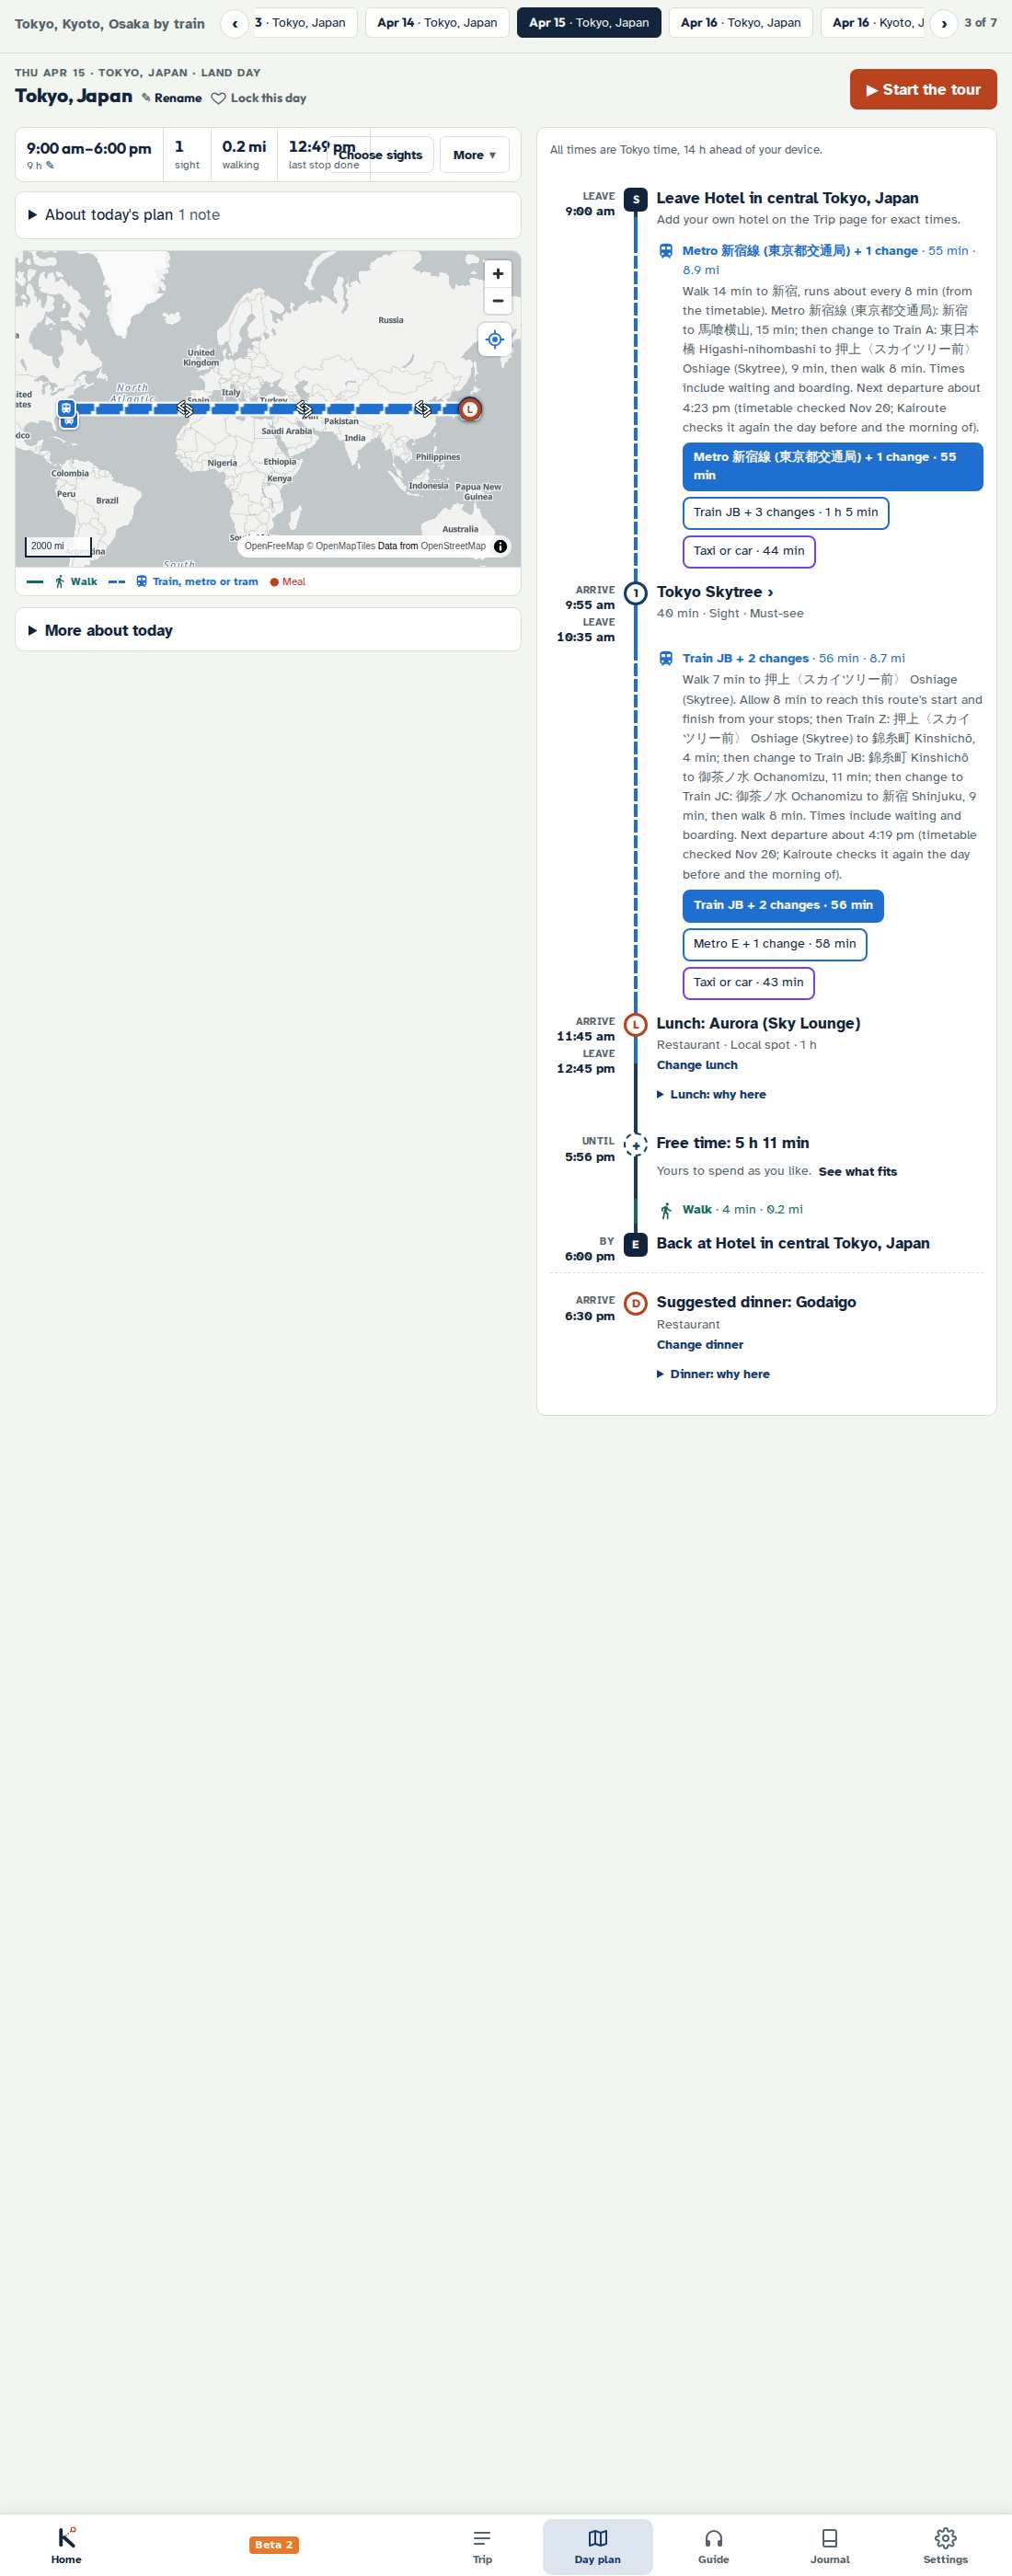 Tokyo, Kyoto, Osaka by train
‹
3 · Tokyo, Japan
Apr 14 · Tokyo, Japan
Apr 15 · Tokyo, Japan
Apr 16 · Tokyo, Japan
Apr 16 · Kyoto, J
›
3 of 7
THU APR 15 · TOKYO, JAPAN · LAND DAY
Tokyo, Japan ✎ Rename Lock this day
▶ Start the tour
9:00 am–6:00 pm
9 h ✎
1
sight
0.2 mi
walking
12:49 pm
last stop done
Choose sights
More ▼
▶ About today's plan 1 note
Russia
United
Kingdom
North
Atlantic
Italy
Spain
Turkey
ited
ates
Iran
Pakistan
Saudi Arabia
India
xico
Philippines
Nigeria
Ethiopia
Colombia
Kenya
Indonesia
Papua New
Guinea
Peru
Brazil
Australia
South
2000 mi
OpenFreeMap © OpenMapTiles Data from OpenStreetMap
L
Walk
Train, metro or tram
Meal
▶ More about today
All times are Tokyo time, 14 h ahead of your device.
LEAVE
9:00 am
S
Leave Hotel in central Tokyo, Japan
Add your own hotel on the Trip page for exact times.
Metro 新宿線 (東京都交通局) + 1 change · 55 min ·
8.9 mi
Walk 14 min to 新宿, runs about every 8 min (from
the timetable). Metro 新宿線 (東京都交通局): 新宿
to 馬喰横山, 15 min; then change to Train A: 東日本
橋 Higashi-nihombashi to 押上〈スカイツリー前〉
Oshiage (Skytree), 9 min, then walk 8 min. Times
include waiting and boarding. Next departure about
4:23 pm (timetable checked Nov 20; Kairoute
checks it again the day before and the morning of).
Metro 新宿線 (東京都交通局) + 1 change · 55
min
Train JB + 3 changes · 1 h 5 min
Taxi or car · 44 min
ARRIVE
9:55 am
LEAVE
10:35 am
1
Tokyo Skytree ›
40 min · Sight · Must-see
Train JB + 2 changes · 56 min · 8.7 mi
Walk 7 min to 押上〈スカイツリー前〉 Oshiage
(Skytree). Allow 8 min to reach this route's start and
finish from your stops; then Train Z: 押上〈スカイ
ツリー前〉 Oshiage (Skytree) to 錦糸町 Kinshichō,
4 min; then change to Train JB: 錦糸町 Kinshichō
to 御茶ノ水 Ochanomizu, 11 min; then change to
Train JC: 御茶ノ水 Ochanomizu to 新宿 Shinjuku, 9
min, then walk 8 min. Times include waiting and
boarding. Next departure about 4:19 pm (timetable
checked Nov 20; Kairoute checks it again the day
before and the morning of).
Train JB + 2 changes · 56 min
Metro E + 1 change · 58 min
Taxi or car · 43 min
ARRIVE
11:45 am
LEAVE
12:45 pm
L
Lunch: Aurora (Sky Lounge)
Restaurant · Local spot · 1 h
Change lunch
▶ Lunch: why here
UNTIL
5:56 pm
+
Free time: 5 h 11 min
Yours to spend as you like. See what fits
Walk · 4 min · 0.2 mi
BY
6:00 pm
E
Back at Hotel in central Tokyo, Japan
ARRIVE
6:30 pm
D
Suggested dinner: Godaigo
Restaurant
Change dinner
▶ Dinner: why here
Home
Beta 2
Trip
Day plan
Guide
Journal
Settings